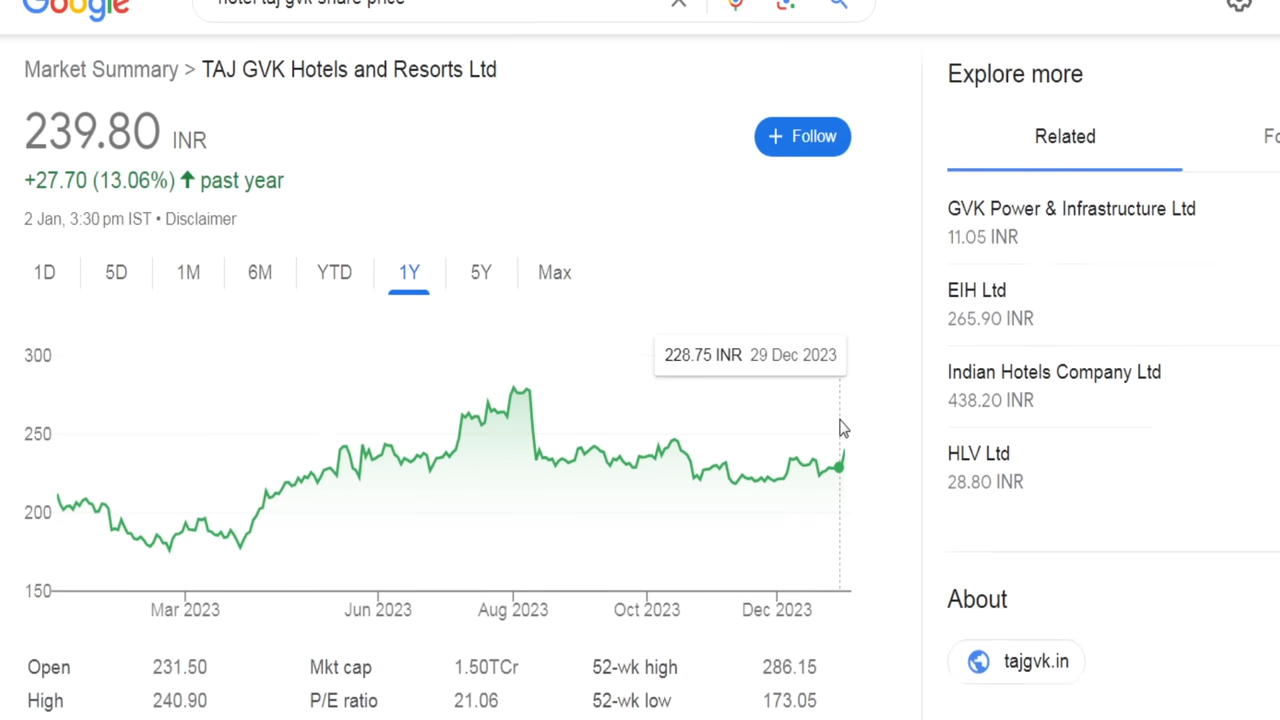 Google
hotel taj gvk share price
Market Summary > TAJ GVK Hotels and Resorts Ltd
239.80 INR
+ Follow
+27.70 (13.06%) ↑ past year
2 Jan, 3:30 pm IST • Disclaimer
1D 5D 1M 6M YTD 1Y 5Y Max
228.75 INR 29 Dec 2023
300
250
200
150
Mar 2023 Jun 2023 Aug 2023 Oct 2023 Dec 2023
Open 231.50 Mkt cap 1.50TCr 52-wk high 286.15
High 240.90 P/E ratio 21.06 52-wk low 173.05
Explore more
Related
GVK Power & Infrastructure Ltd
11.05 INR
EIH Ltd
265.90 INR
Indian Hotels Company Ltd
438.20 INR
HLV Ltd
28.80 INR
About
tajgvk.in